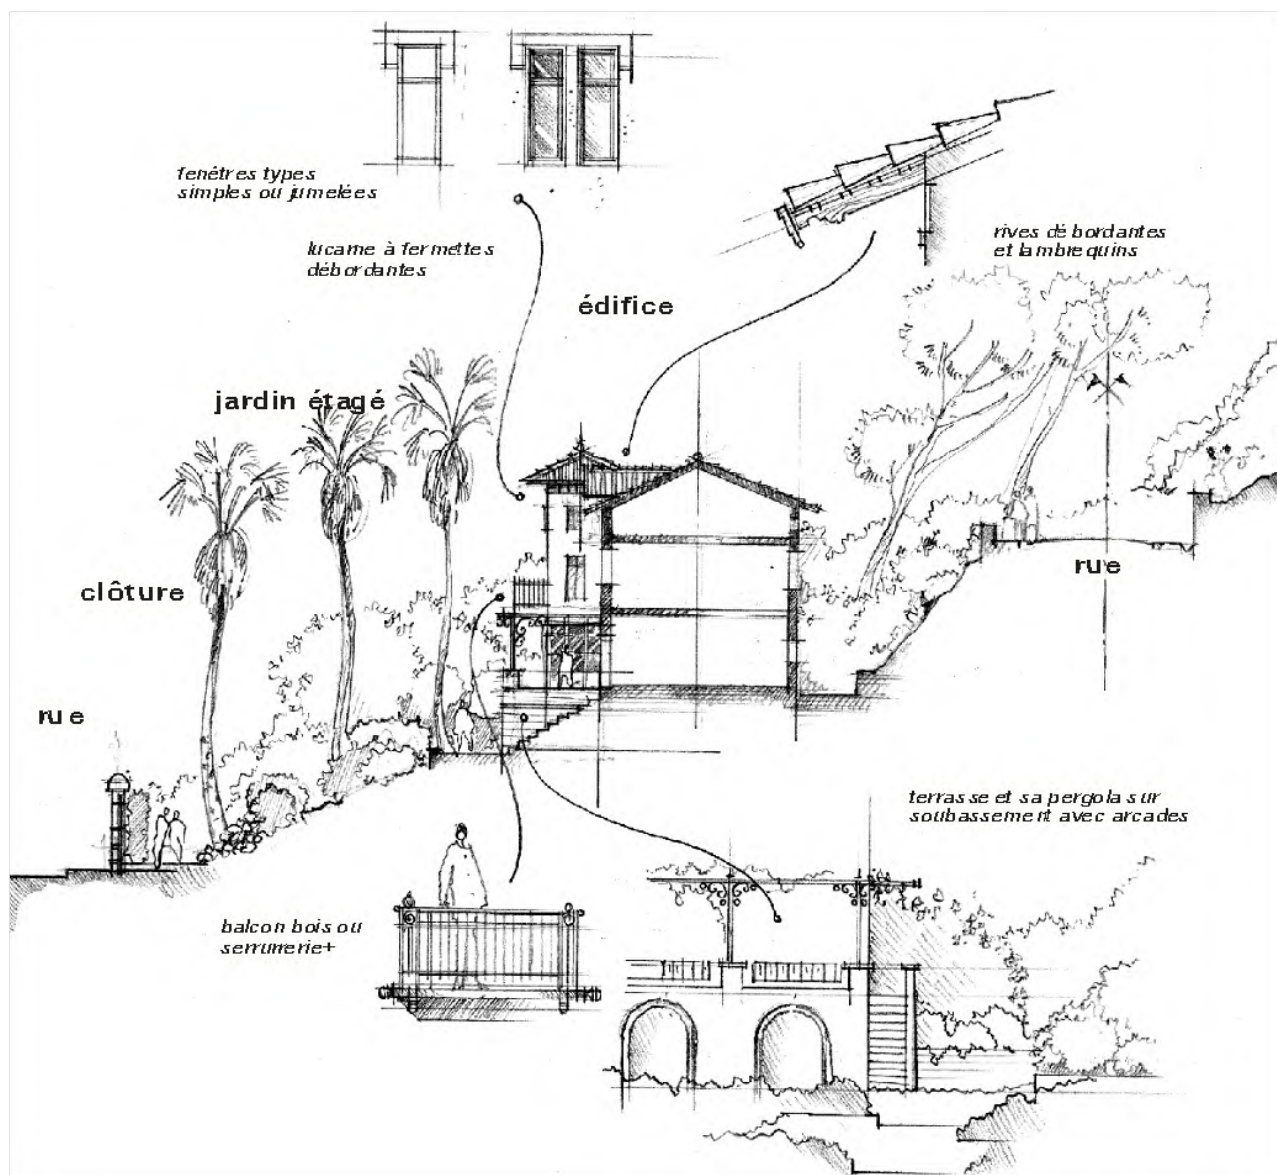 fenêtres types
simples ou jumelées
lucarne à fermettes
débordantes
rives débordantes
et lambrequins
édifice
jardin étagé
clôture
rue
rue
terrasse et sa pergola sur
soubassement avec arcades
balcon bois ou
serrurrerie+